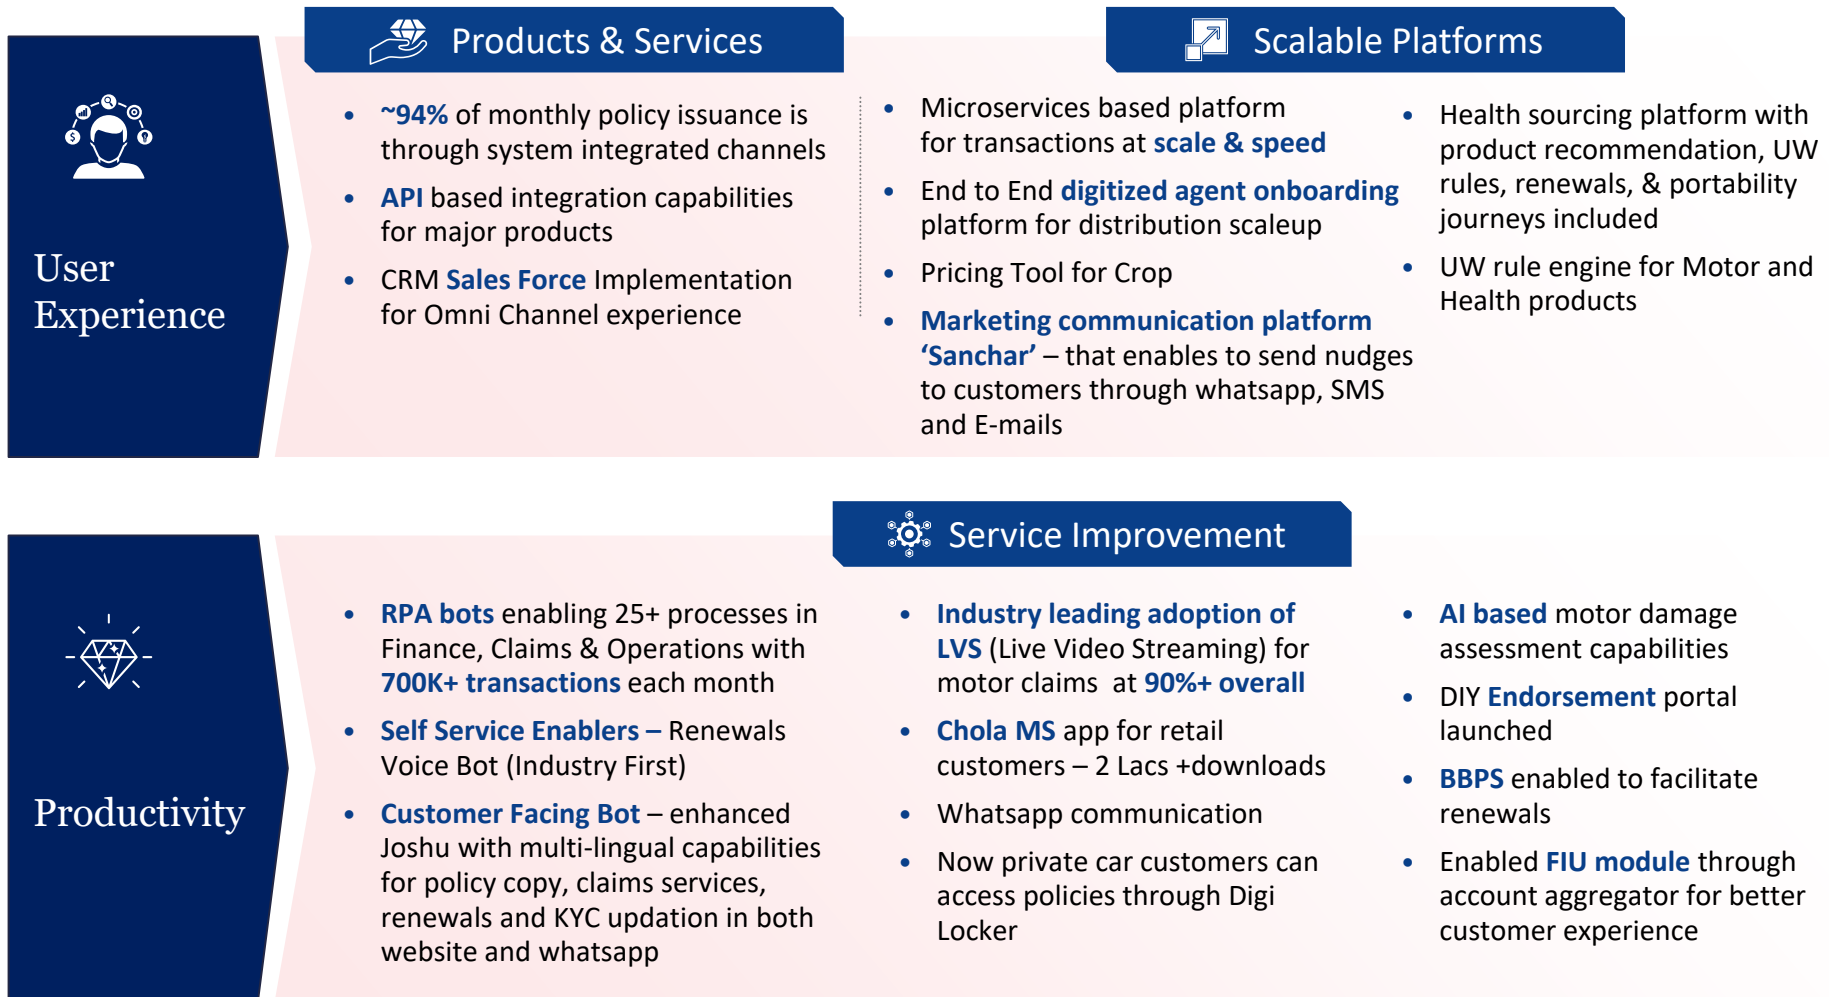 Products & Services
Scalable Platforms
User
Experience
• ~94% of monthly policy issuance is
through system integrated channels
• API based integration capabilities
for major products
• CRM Sales Force Implementation
for Omni Channel experience
• Microservices based platform
for transactions at scale & speed
• End to End digitized agent onboarding
platform for distribution scaleup
• Pricing Tool for Crop
• Marketing communication platform
‘Sanchar’ – that enables to send nudges
to customers through whatsapp, SMS
and E-mails
• Health sourcing platform with
product recommendation, UW
rules, renewals, & portability
journeys included
• UW rule engine for Motor and
Health products
Service Improvement
Productivity
• RPA bots enabling 25+ processes in
Finance, Claims & Operations with
700K+ transactions each month
• Self Service Enablers – Renewals
Voice Bot (Industry First)
• Customer Facing Bot – enhanced
Joshu with multi-lingual capabilities
for policy copy, claims services,
renewals and KYC updation in both
website and whatsapp
• Industry leading adoption of
LVS (Live Video Streaming) for
motor claims  at 90%+ overall
• Chola MS app for retail
customers – 2 Lacs +downloads
• Whatsapp communication
• Now private car customers can
access policies through Digi
Locker
• AI based motor damage
assessment capabilities
• DIY Endorsement portal
launched
• BBPS enabled to facilitate
renewals
• Enabled FIU module through
account aggregator for better
customer experience